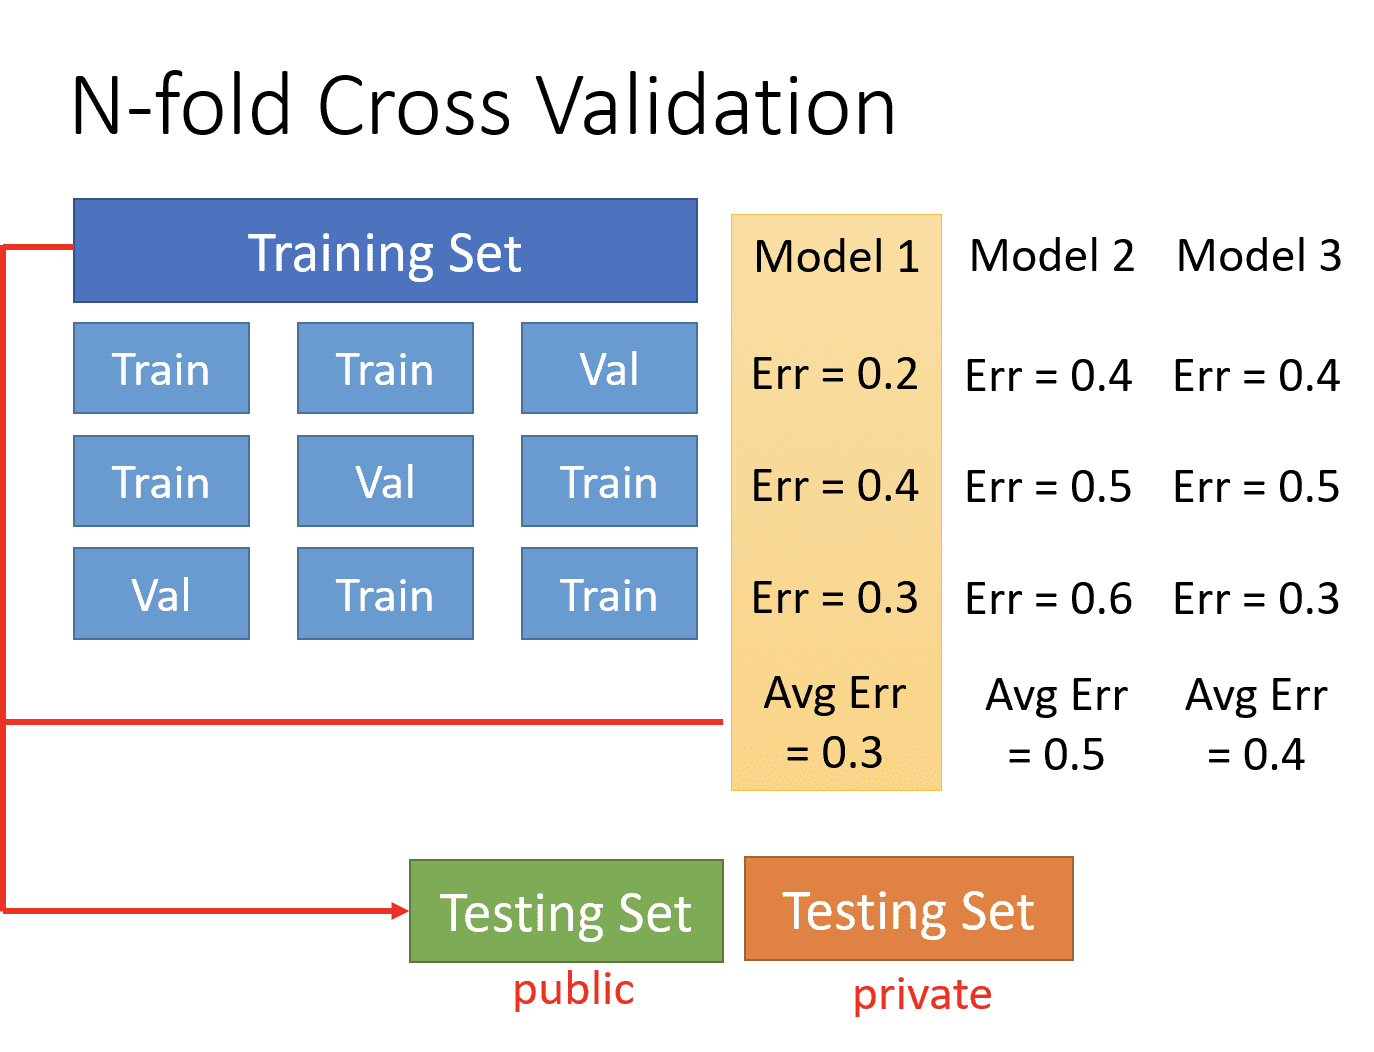 N-fold Cross Validation
Training Set
Model 1
Model 2
Model 3
Train
Train
Val
Err = 0.2
Err = 0.4
Err = 0.4
Train
Val
Train
Err = 0.4
Err = 0.5
Err = 0.5
Val
Train
Train
Err = 0.3
Err = 0.6
Err = 0.3
Avg Err
= 0.3
Avg Err
= 0.5
Avg Err
= 0.4
Testing Set
Testing Set
public
private